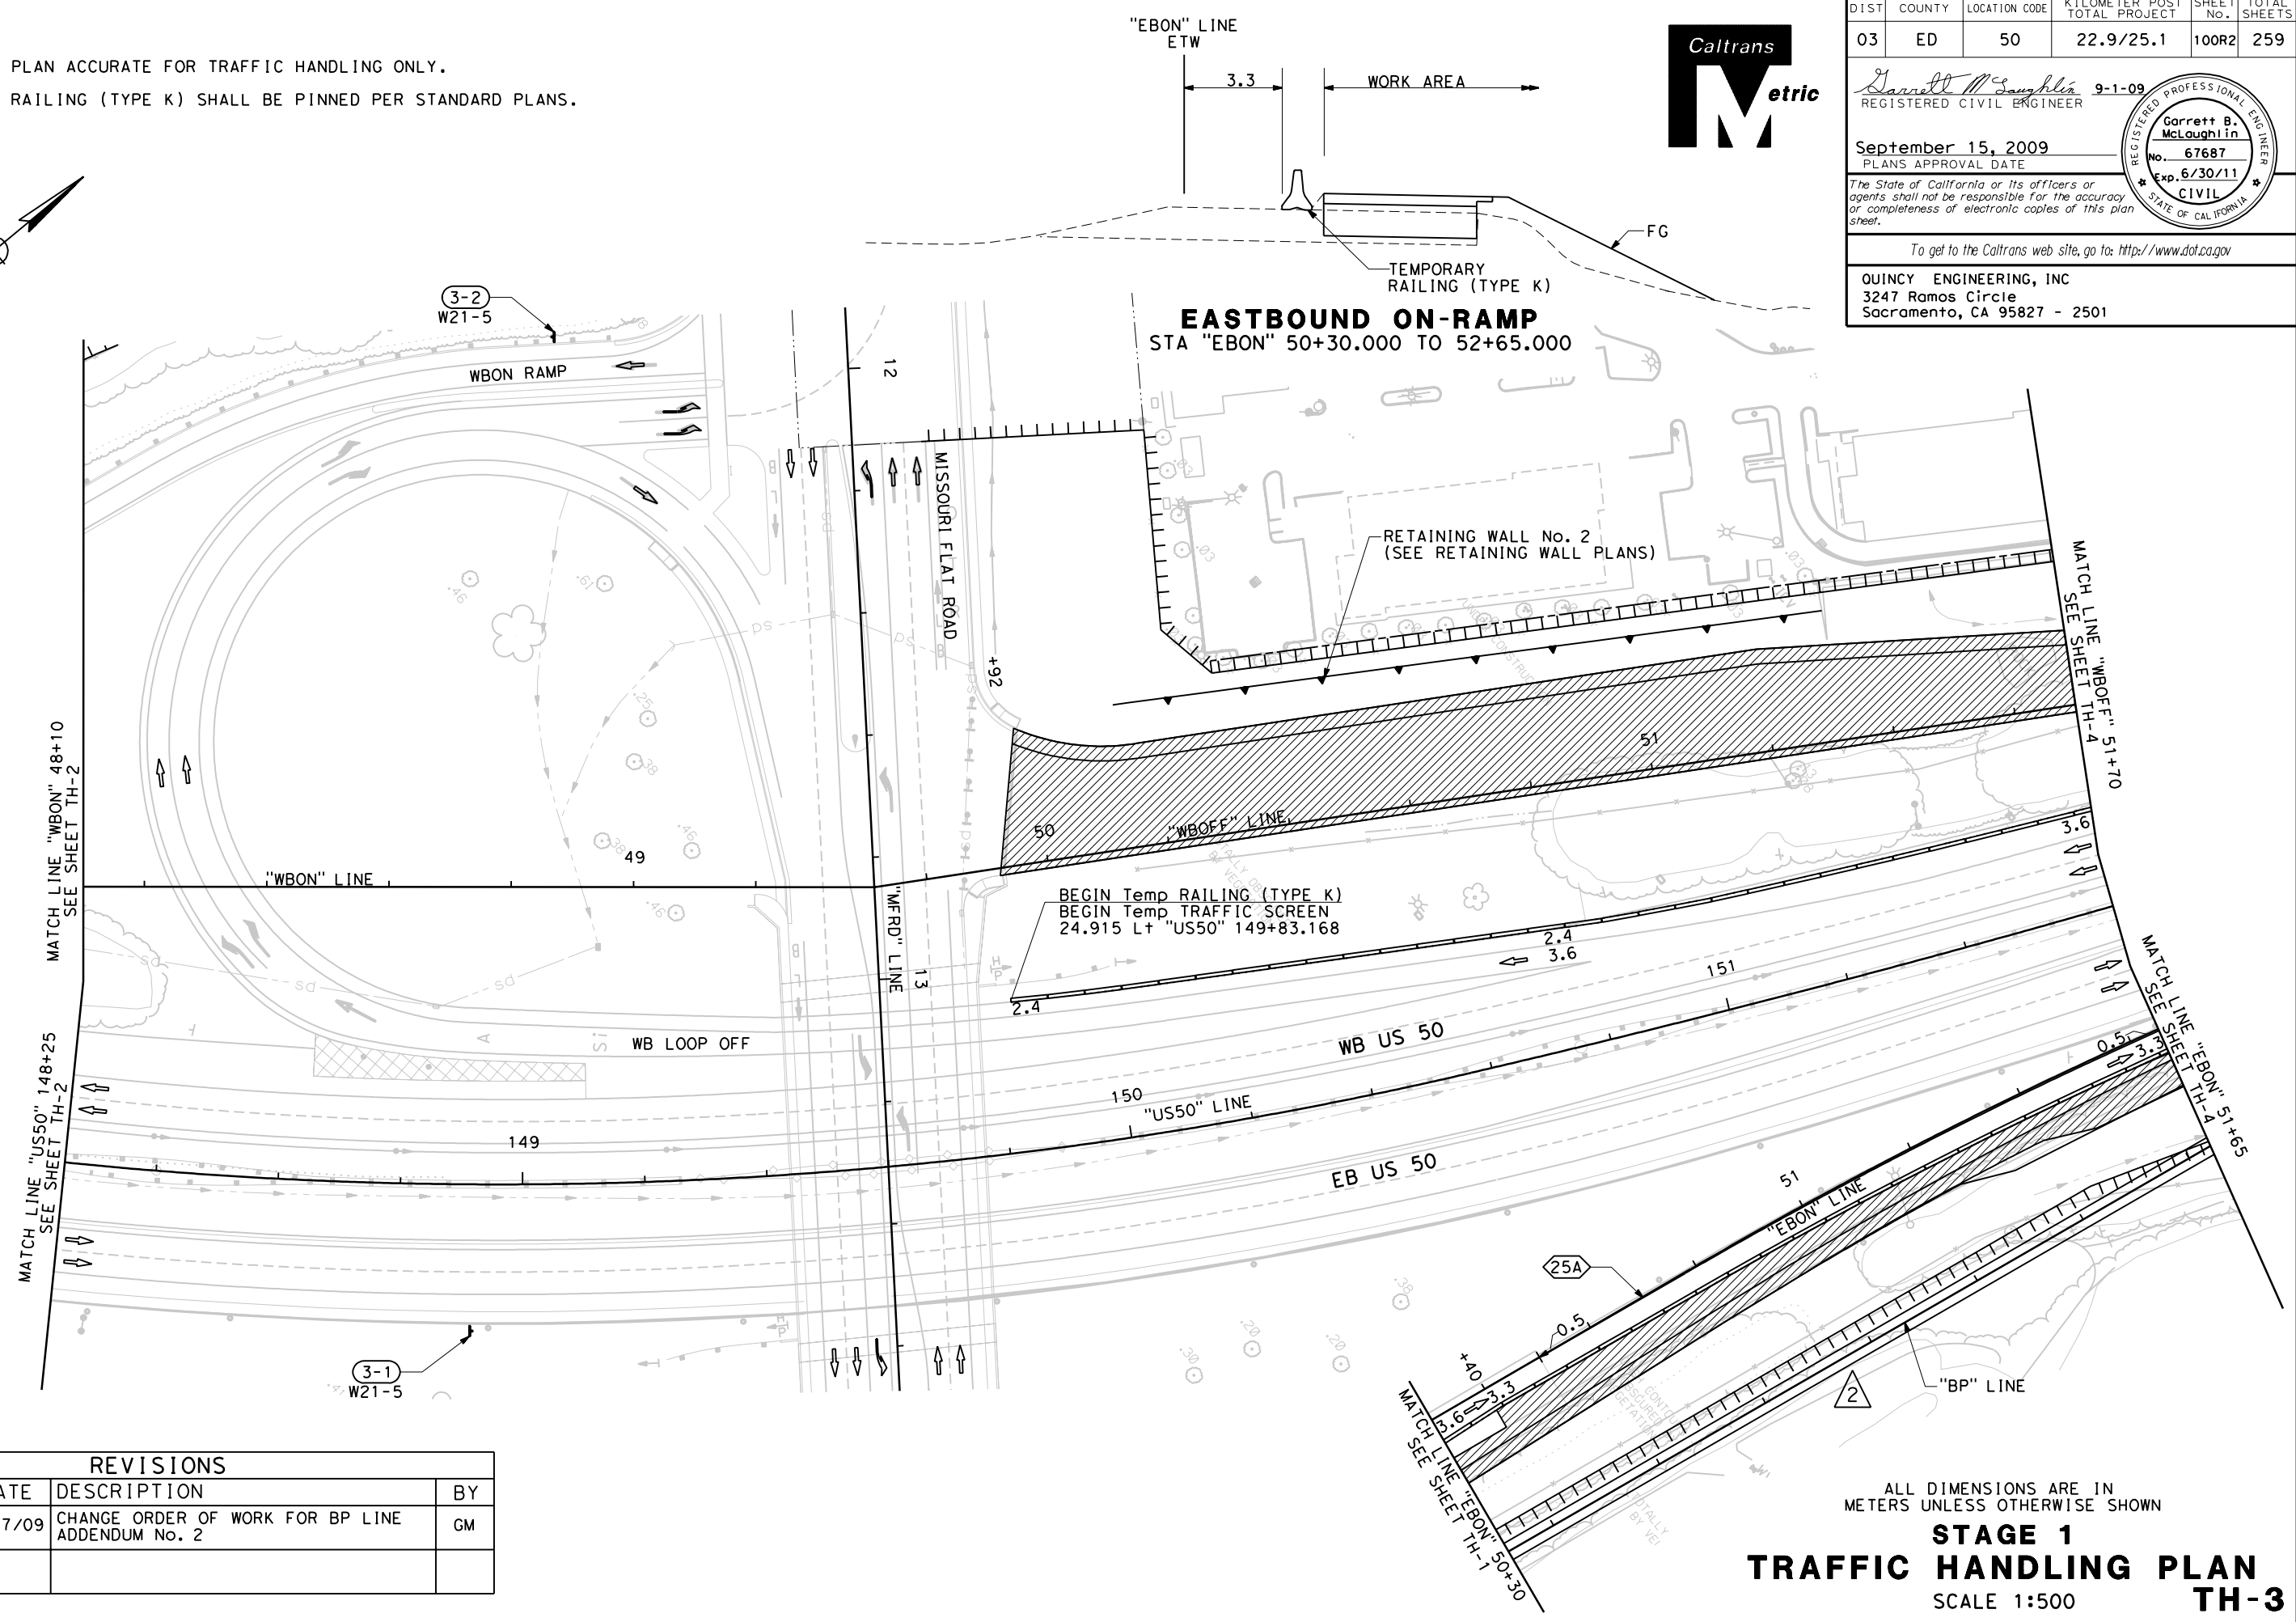 PLAN ACCURATE FOR TRAFFIC HANDLING ONLY.
RAILING (TYPE K) SHALL BE PINNED PER STANDARD PLANS.
"EBON" LINE
ETW
3.3
WORK AREA
TEMPORARY
RAILING (TYPE K)
FG
EASTBOUND ON-RAMP
STA "EBON" 50+30.000 TO 52+65.000
Caltrans
Metric
DIST COUNTY LOCATION CODE KILOMETER POST TOTAL PROJECT SHEET No. TOTAL SHEETS
03 ED 50 22.9/25.1 100R2 259
Garrett McLaughlin 9-1-09
REGISTERED CIVIL ENGINEER
September 15, 2009
PLANS APPROVAL DATE
REGISTERED PROFESSIONAL ENGINEER
Garrett B.
McLaughlin
No. 67687
Exp. 6/30/11
CIVIL
STATE OF CALIFORNIA
The State of California or its officers or
agents shall not be responsible for the accuracy
or completeness of electronic copies of this plan
sheet.
To get to the Caltrans web site, go to: http://www.dot.ca.gov
QUINCY ENGINEERING, INC
3247 Ramos Circle
Sacramento, CA 95827 - 2501
3-2
W21-5
WBON RAMP
12
MISSOURI FLAT ROAD
+92
RETAINING WALL No. 2
(SEE RETAINING WALL PLANS)
MATCH LINE "WBOFF" 51+70
SEE SHEET TH-4
51
50
"WBOFF" LINE
MATCH LINE "WBON" 48+10
SEE SHEET TH-2
49
"WBON" LINE
"MFRD" LINE
13
BEGIN Temp RAILING (TYPE K)
BEGIN Temp TRAFFIC SCREEN
24.915 Lt "US50" 149+83.168
3.6
2.4
3.6
2.4
151
WB LOOP OFF
WB US 50
150
"US50" LINE
149
EB US 50
MATCH LINE "US50" 148+25
SEE SHEET TH-2
MATCH LINE "EBON" 51+65
SEE SHEET TH-4
0.5
3.3
51
"EBON" LINE
25A
0.5
+40
3.3
3.6
3-1
W21-5
"BP" LINE
2
MATCH LINE "EBON" 50+30
SEE SHEET TH-1
REVISIONS
DESCRIPTION BY
7/09 CHANGE ORDER OF WORK FOR BP LINE GM
ADDENDUM No. 2
ALL DIMENSIONS ARE IN
METERS UNLESS OTHERWISE SHOWN
STAGE 1
TRAFFIC HANDLING PLAN
SCALE 1:500
TH-3